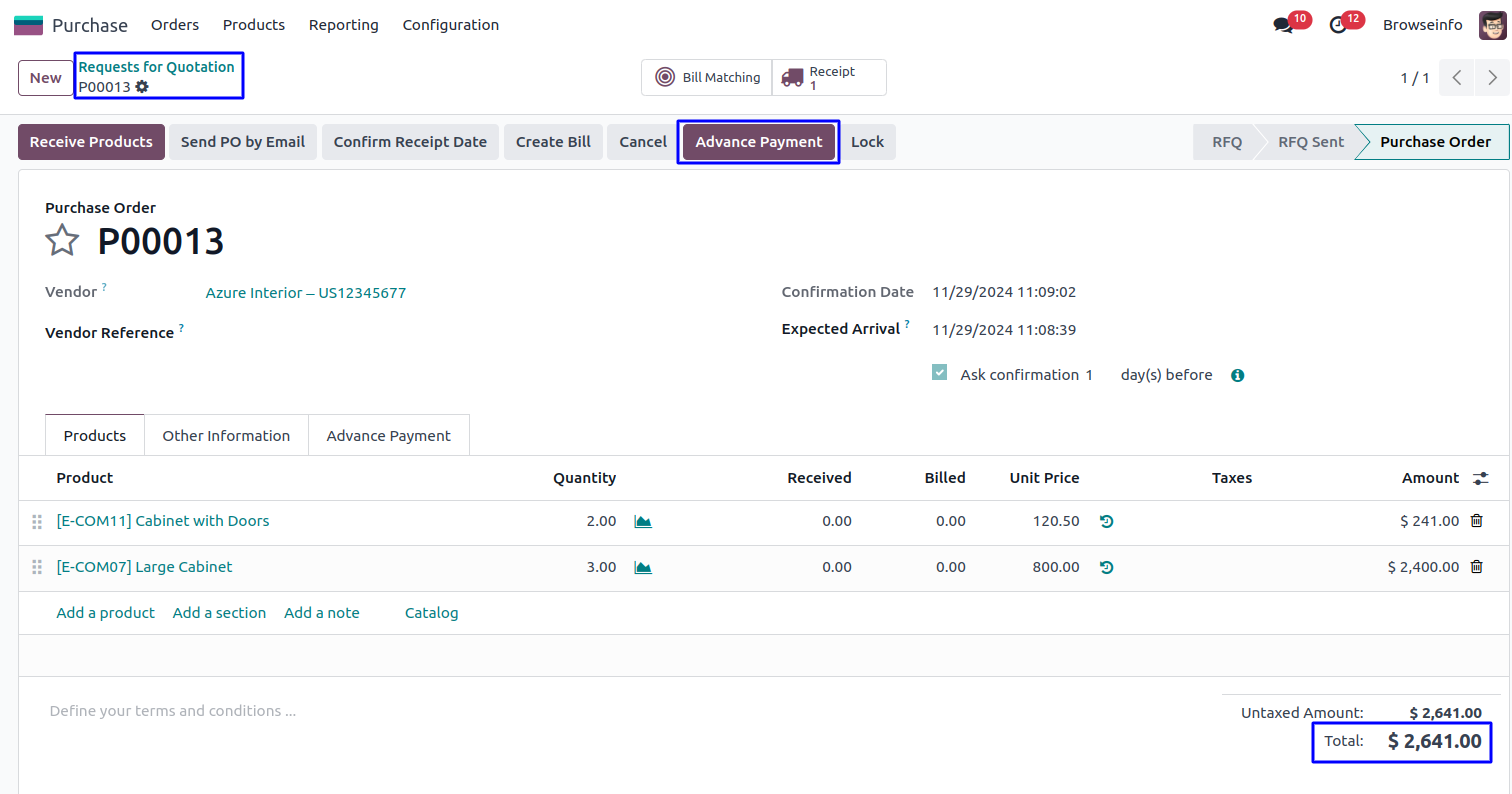 Purchase Orders Products Reporting Configuration 10 12 Browseinfo
New Requests for Quotation
P00013
Bill Matching Receipt
1
1 / 1
Receive Products Send PO by Email Confirm Receipt Date Create Bill Cancel Advance Payment Lock RFQ RFQ Sent Purchase Order
Purchase Order
P00013
Vendor ? Azure Interior – US12345677
Confirmation Date 11/29/2024 11:09:02
Vendor Reference ?
Expected Arrival ? 11/29/2024 11:08:39
Ask confirmation 1 day(s) before
Products Other Information Advance Payment
Product Quantity Received Billed Unit Price Taxes Amount
[E-COM11] Cabinet with Doors 2.00 0.00 0.00 120.50 $ 241.00
[E-COM07] Large Cabinet 3.00 0.00 0.00 800.00 $ 2,400.00
Add a product Add a section Add a note Catalog
Define your terms and conditions ...
Untaxed Amount: $ 2,641.00
Total: $ 2,641.00